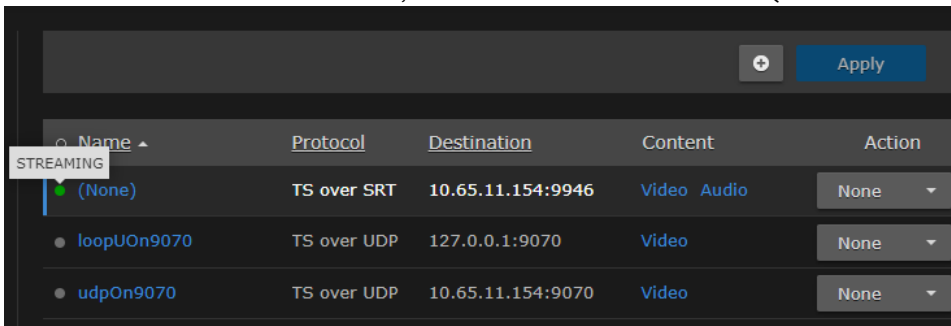 Apply
Name Protocol Destination Content Action
STREAMING
(None) TS over SRT 10.65.11.154:9946 Video Audio None
loopUOn9070 TS over UDP 127.0.0.1:9070 Video None
udpOn9070 TS over UDP 10.65.11.154:9070 Video None